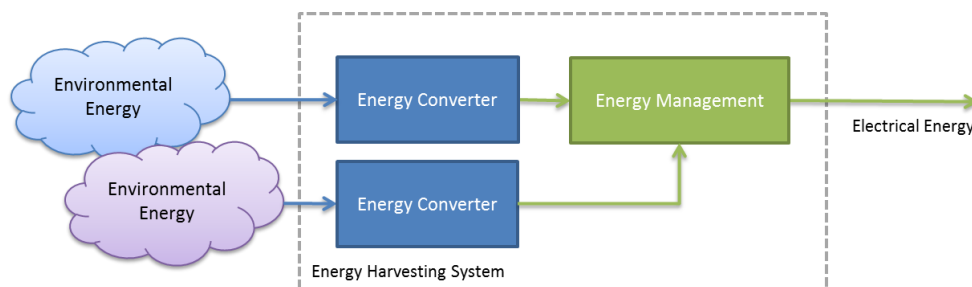 Environmental
Energy
Energy Converter
Energy Management
Electrical Energy
Environmental
Energy
Energy Converter
Energy Harvesting System